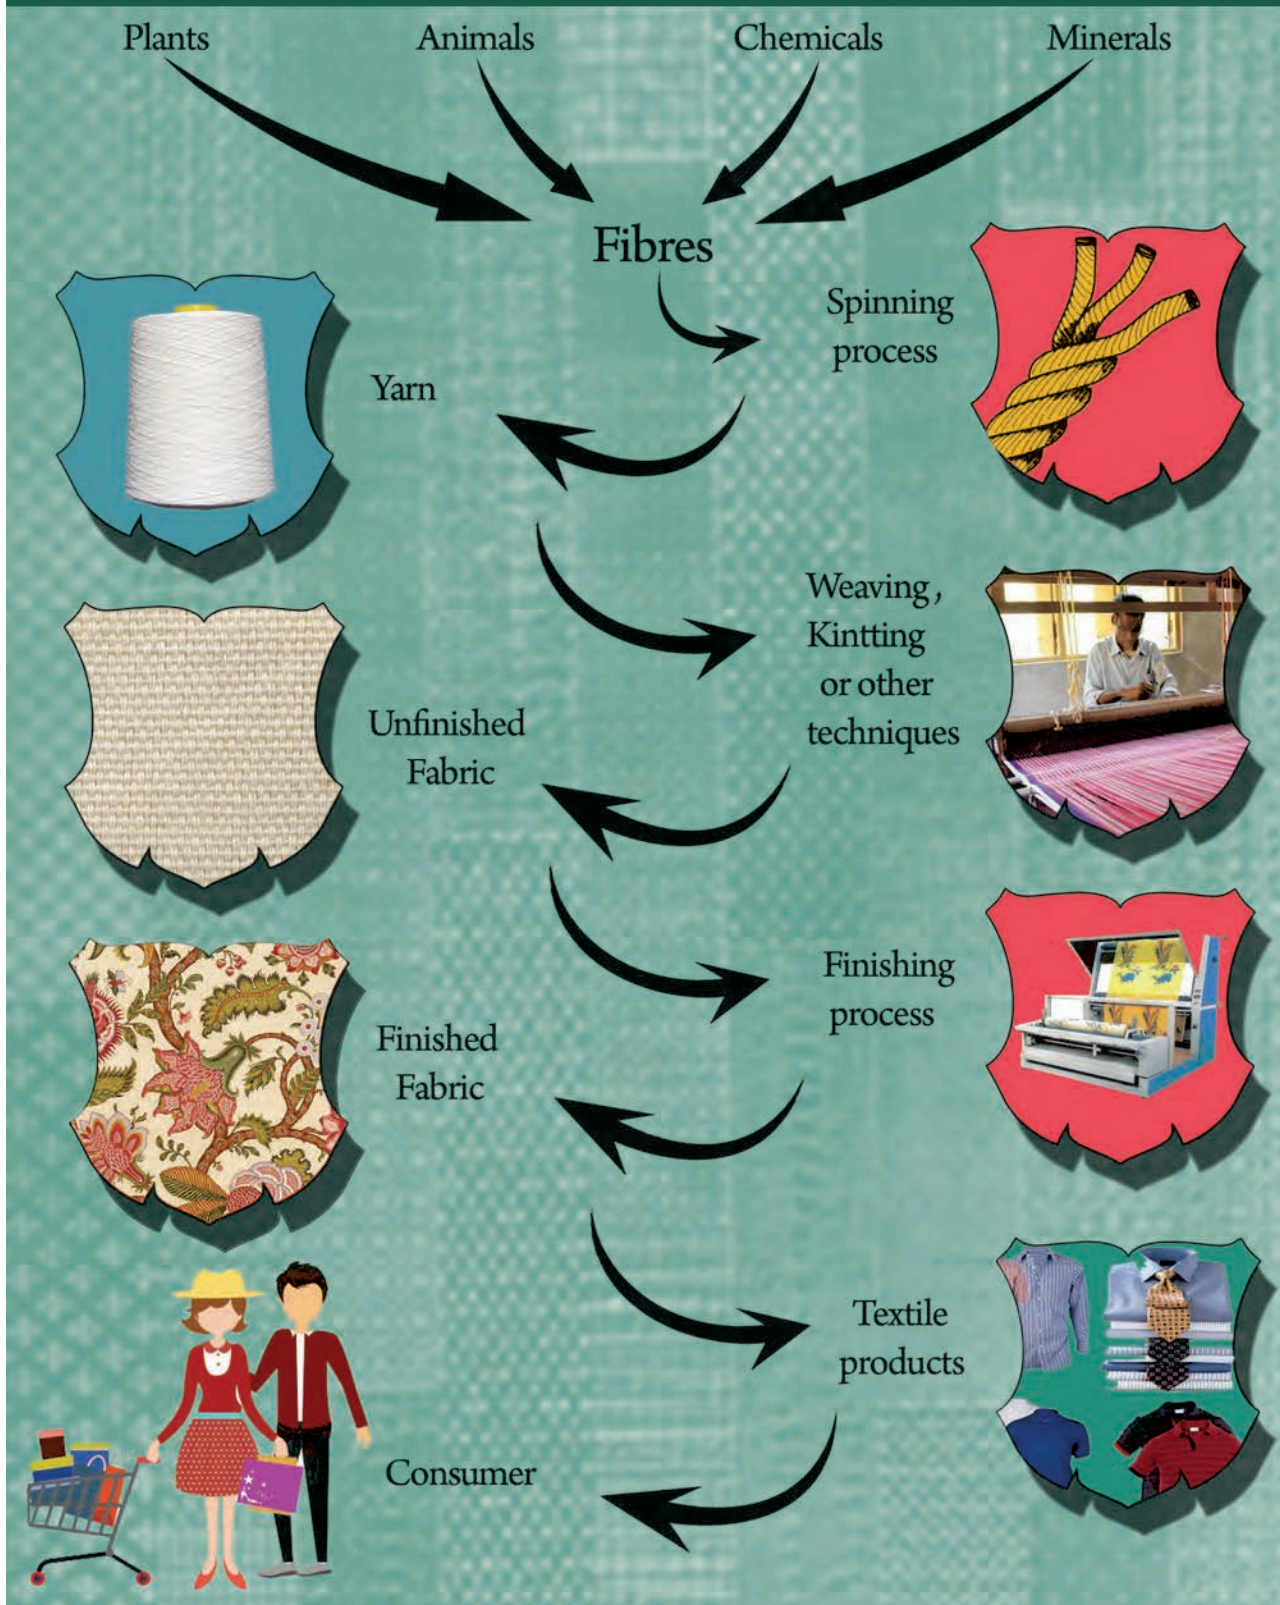 Plants
Animals
Chemicals
Minerals
Fibres
Spinning
process
Yarn
Weaving,
Kintting
or other
techniques
Unfinished
Fabric
Finishing
process
Finished
Fabric
Textile
products
Consumer